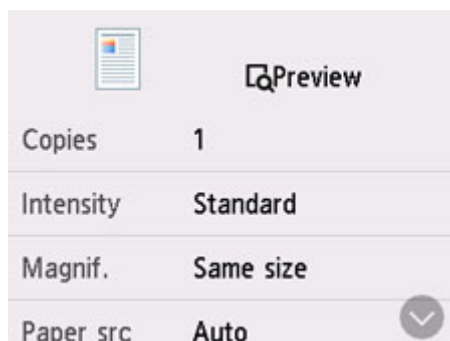 Preview
Copies 1
Intensity Standard
Magnif. Same size
Paper src Auto